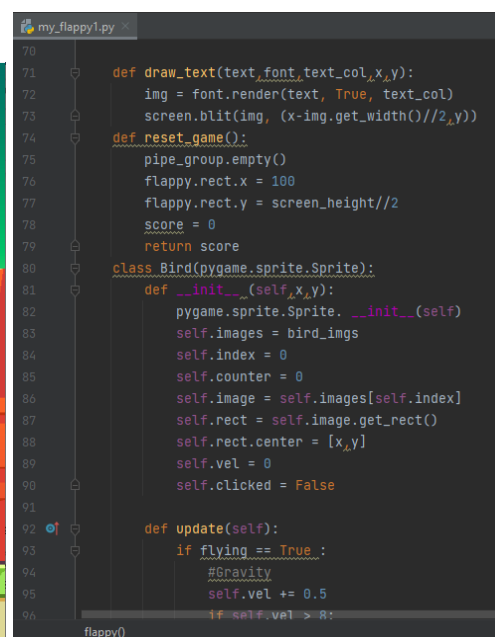 my_flappy1.py
70
71 def draw_text(text,font,text_col,x,y):
72 img = font.render(text, True, text_col)
73 screen.blit(img, (x-img.get_width()//2,y))
74 def reset_game():
75 pipe_group.empty()
76 flappy.rect.x = 100
77 flappy.rect.y = screen_height//2
78 score = 0
79 return score
80 class Bird(pygame.sprite.Sprite):
81 def __init__ (self,x,y):
82 pygame.sprite.Sprite. __init__(self)
83 self.images = bird_imgs
84 self.index = 0
85 self.counter = 0
86 self.image = self.images[self.index]
87 self.rect = self.image.get_rect()
88 self.rect.center = [x,y]
89 self.vel = 0
90 self.clicked = False
91
92 def update(self):
93 if flying == True :
94 #Gravity
95 self.vel += 0.5
96 if self.vel > 8:
flappy()